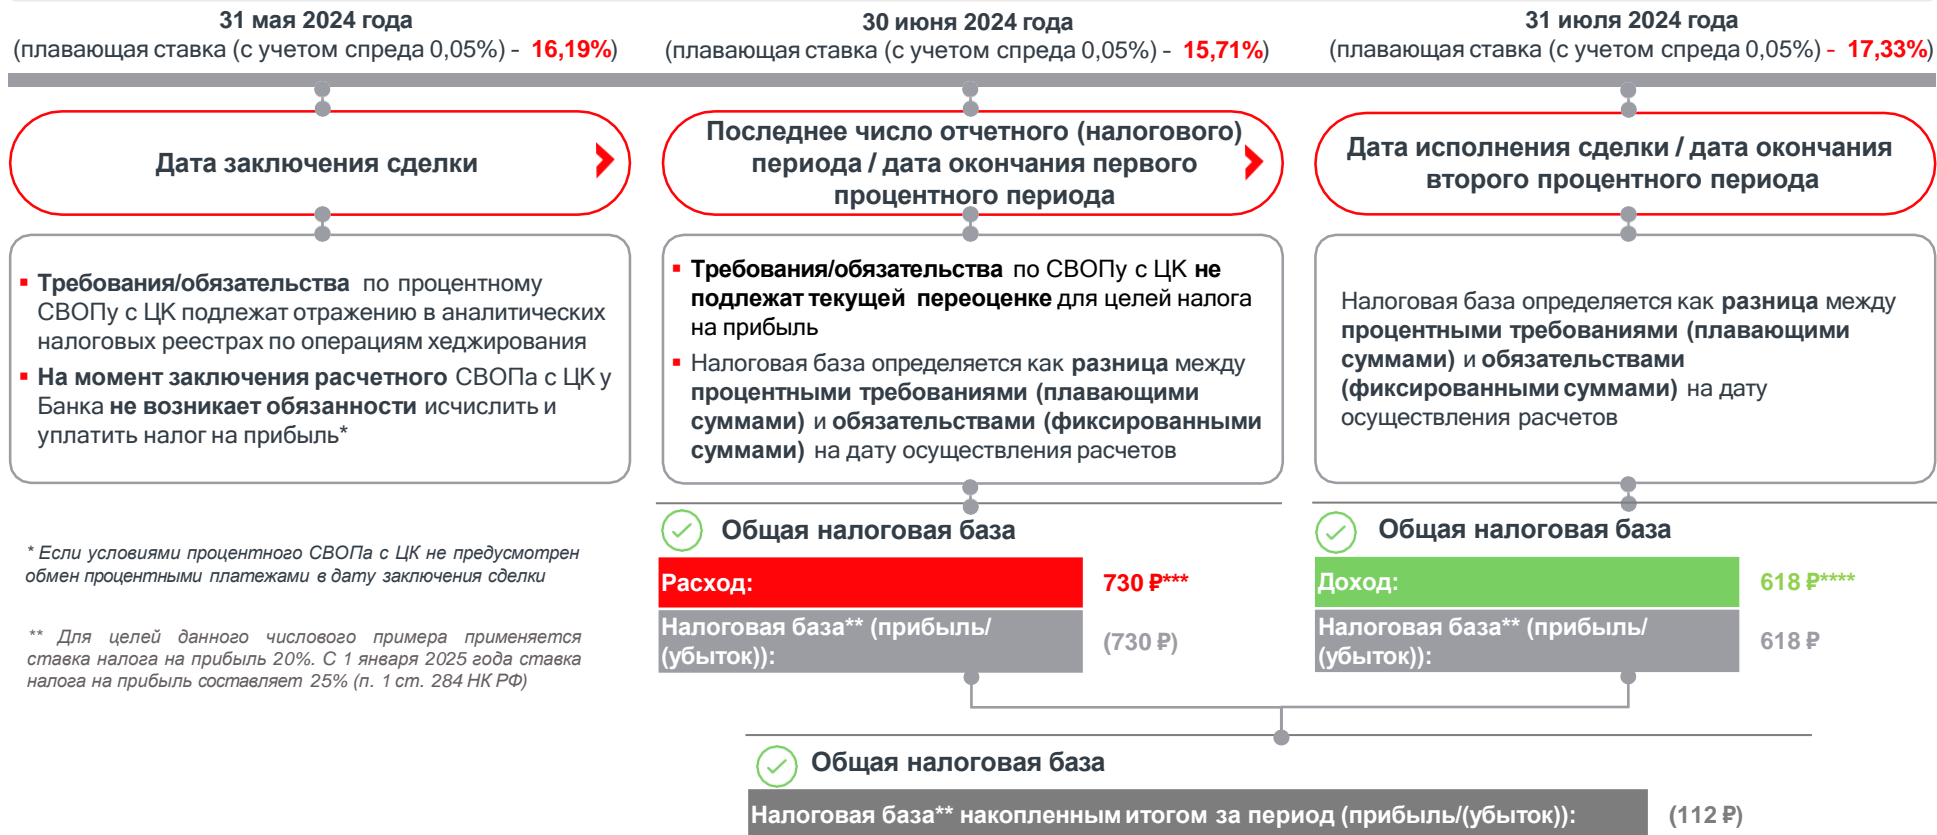 31 мая 2024 года
(плавающая ставка (с учетом спреда 0,05%) - 16,19%)
30 июня 2024 года
(плавающая ставка (с учетом спреда 0,05%) - 15,71%)
31 июля 2024 года
(плавающая ставка (с учетом спреда 0,05%) - 17,33%)
Дата заключения сделки
Последнее число отчетного (налогового)
периода / дата окончания первого
процентного периода
Дата исполнения сделки / дата окончания
второго процентного периода
▪ Требования/обязательства по процентному
СВОПу с ЦК подлежат отражению в аналитических
налоговых реестрах по операциям хеджирования
▪ На момент заключения расчетного СВОПа с ЦК у
Банка не возникает обязанности исчислить и
уплатить налог на прибыль*
▪ Требования/обязательства по СВОПу с ЦК не
подлежат текущей переоценке для целей налога
на прибыль
▪ Налоговая база определяется как разница между
процентными требованиями (плавающими
суммами) и обязательствами (фиксированными
суммами) на дату осуществления расчетов
Налоговая база определяется как разница между
процентными требованиями (плавающими
суммами) и обязательствами
(фиксированными суммами) на дату
осуществления расчетов
* Если условиями процентного СВОПа с ЦК не предусмотрен
обмен процентными платежами в дату заключения сделки
** Для целей данного числового примера применяется
ставка налога на прибыль 20%. С 1 января 2025 года ставка
налога на прибыль составляет 25% (п. 1 ст. 284 НК РФ)
Общая налоговая база
Расход: 730 ₽***
Налоговая база** (прибыль/
(убыток)): (730 ₽)
Общая налоговая база
Доход: 618 ₽****
Налоговая база** (прибыль/
(убыток)): 618 ₽
Общая налоговая база
Налоговая база** накопленным итогом за период (прибыль/(убыток)): (112 ₽)